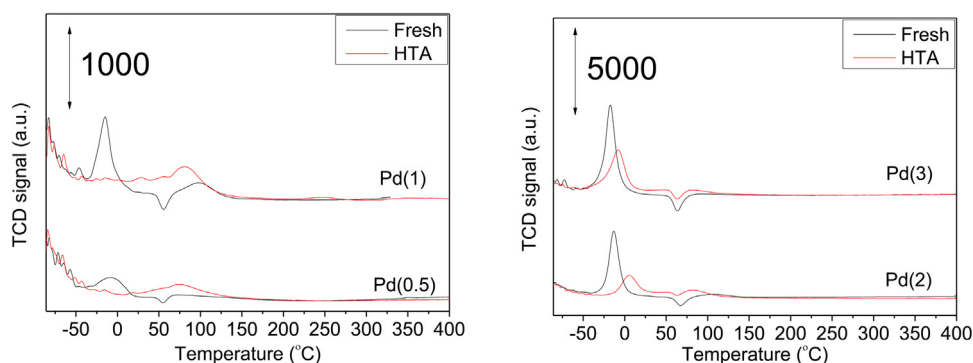 Fresh
HTA
1000
TCD signal (a.u.)
Pd(1)
Pd(0.5)
-50 0 50 100 150 200 250 300 350 400
Temperature (°C)
Fresh
HTA
5000
TCD signal (a.u.)
Pd(3)
Pd(2)
-50 0 50 100 150 200 250 300 350 400
Temperature (°C)